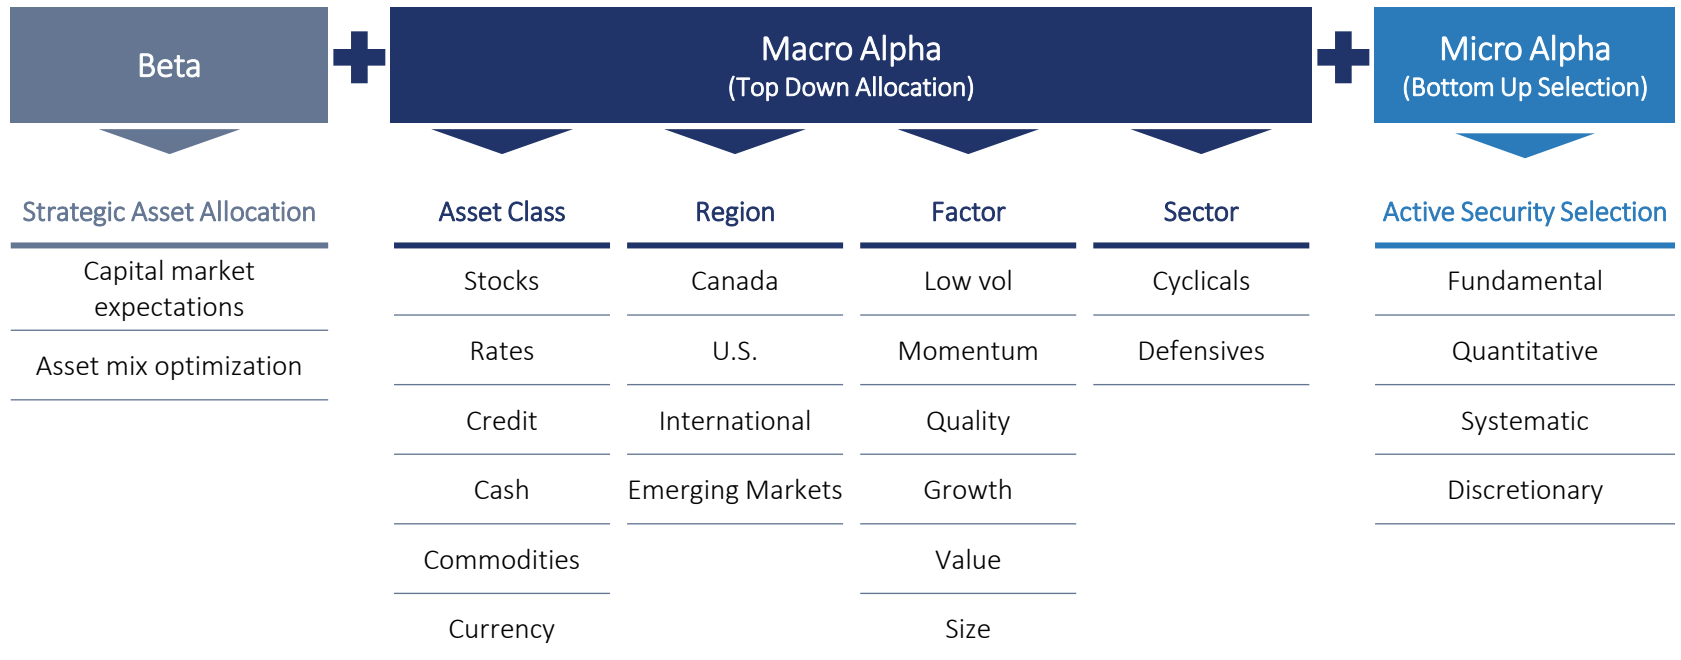 Beta
Macro Alpha
(Top Down Allocation)
Micro Alpha
(Bottom Up Selection)
Strategic Asset Allocation
Capital market
expectations
Asset mix optimization
Asset Class
Stocks
Rates
Credit
Cash
Commodities
Currency
Region
Canada
U.S.
International
Emerging Markets
Factor
Low vol
Momentum
Quality
Growth
Value
Size
Sector
Cyclicals
Defensives
Active Security Selection
Fundamental
Quantitative
Systematic
Discretionary